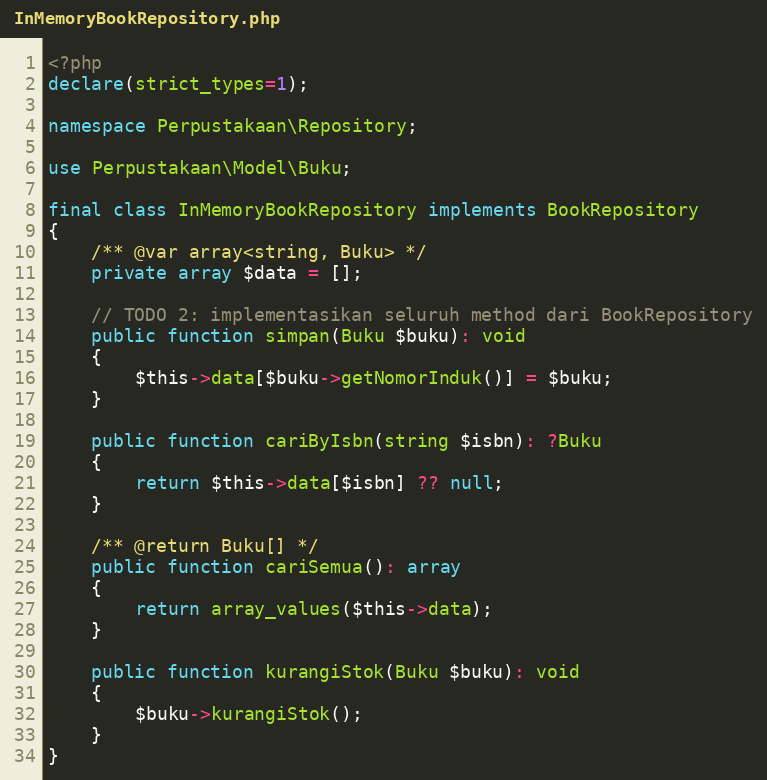 InMemoryBookRepository.php
1 <?php
2 declare(strict_types=1);
3
4 namespace Perpustakaan\Repository;
5
6 use Perpustakaan\Model\Buku;
7
8 final class InMemoryBookRepository implements BookRepository
9 {
10     /** @var array<string, Buku> */
11     private array $data = [];
12
13     // TODO 2: implementasikan seluruh method dari BookRepository
14     public function simpan(Buku $buku): void
15     {
16         $this->data[$buku->getNomorInduk()] = $buku;
17     }
18
19     public function cariByIsbn(string $isbn): ?Buku
20     {
21         return $this->data[$isbn] ?? null;
22     }
23
24     /** @return Buku[] */
25     public function cariSemua(): array
26     {
27         return array_values($this->data);
28     }
29
30     public function kurangiStok(Buku $buku): void
31     {
32         $buku->kurangiStok();
33     }
34 }